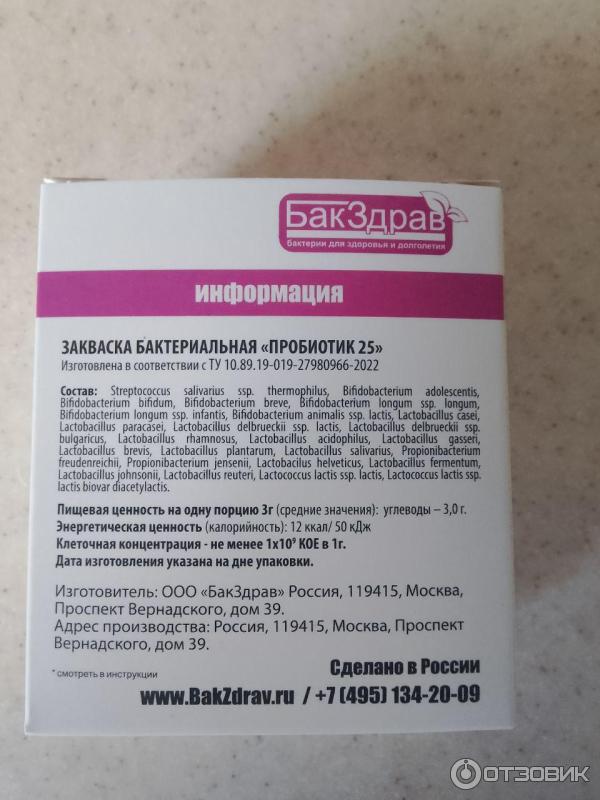 БакЗдрав
бактерии для здоровья и долголетия
информация
ЗАКВАСКА БАКТЕРИАЛЬНАЯ «ПРОБИОТИК 25»
Изготовлена в соответствии с ТУ 10.89.19-019-27980966-2022
Состав: Streptococcus salivarius ssp. thermophilus, Bifidobacterium adolescentis,
Bifidobacterium bifidum, Bifidobacterium breve, Bifidobacterium longum ssp. longum,
Bifidobacterium longum ssp. infantis, Bifidobacterium animalis ssp. lactis, Lactobacillus casei,
Lactobacillus paracasei, Lactobacillus delbrueckii ssp. lactis, Lactobacillus delbrueckii ssp.
bulgaricus, Lactobacillus rhamnosus, Lactobacillus acidophilus, Lactobacillus gasseri,
Lactobacillus brevis, Lactobacillus plantarum, Lactobacillus salivarius, Propionibacterium
freudenreichii, Propionibacterium jensenii, Lactobacillus helveticus, Lactobacillus fermentum,
Lactobacillus johnsonii, Lactobacillus reuteri, Lactococcus lactis ssp. lactis, Lactococcus lactis ssp.
lactis biovar diacetylactis.
Пищевая ценность на одну порцию 3г (средние значения): углеводы – 3,0 г.
Энергетическая ценность (калорийность): 12 ккал/ 50 кДж
Клеточная концентрация - не менее 1х10⁹ КОЕ в 1г.
Дата изготовления указана на дне упаковки.
Изготовитель: ООО «БакЗдрав» Россия, 119415, Москва,
Проспект Вернадского, дом 39.
Адрес производства: Россия, 119415, Москва, Проспект
Вернадского, дом 39.
Сделано в России
* смотреть в инструкции
www.BakZdrav.ru / +7 (495) 134-20-09
ОТЗОВИК